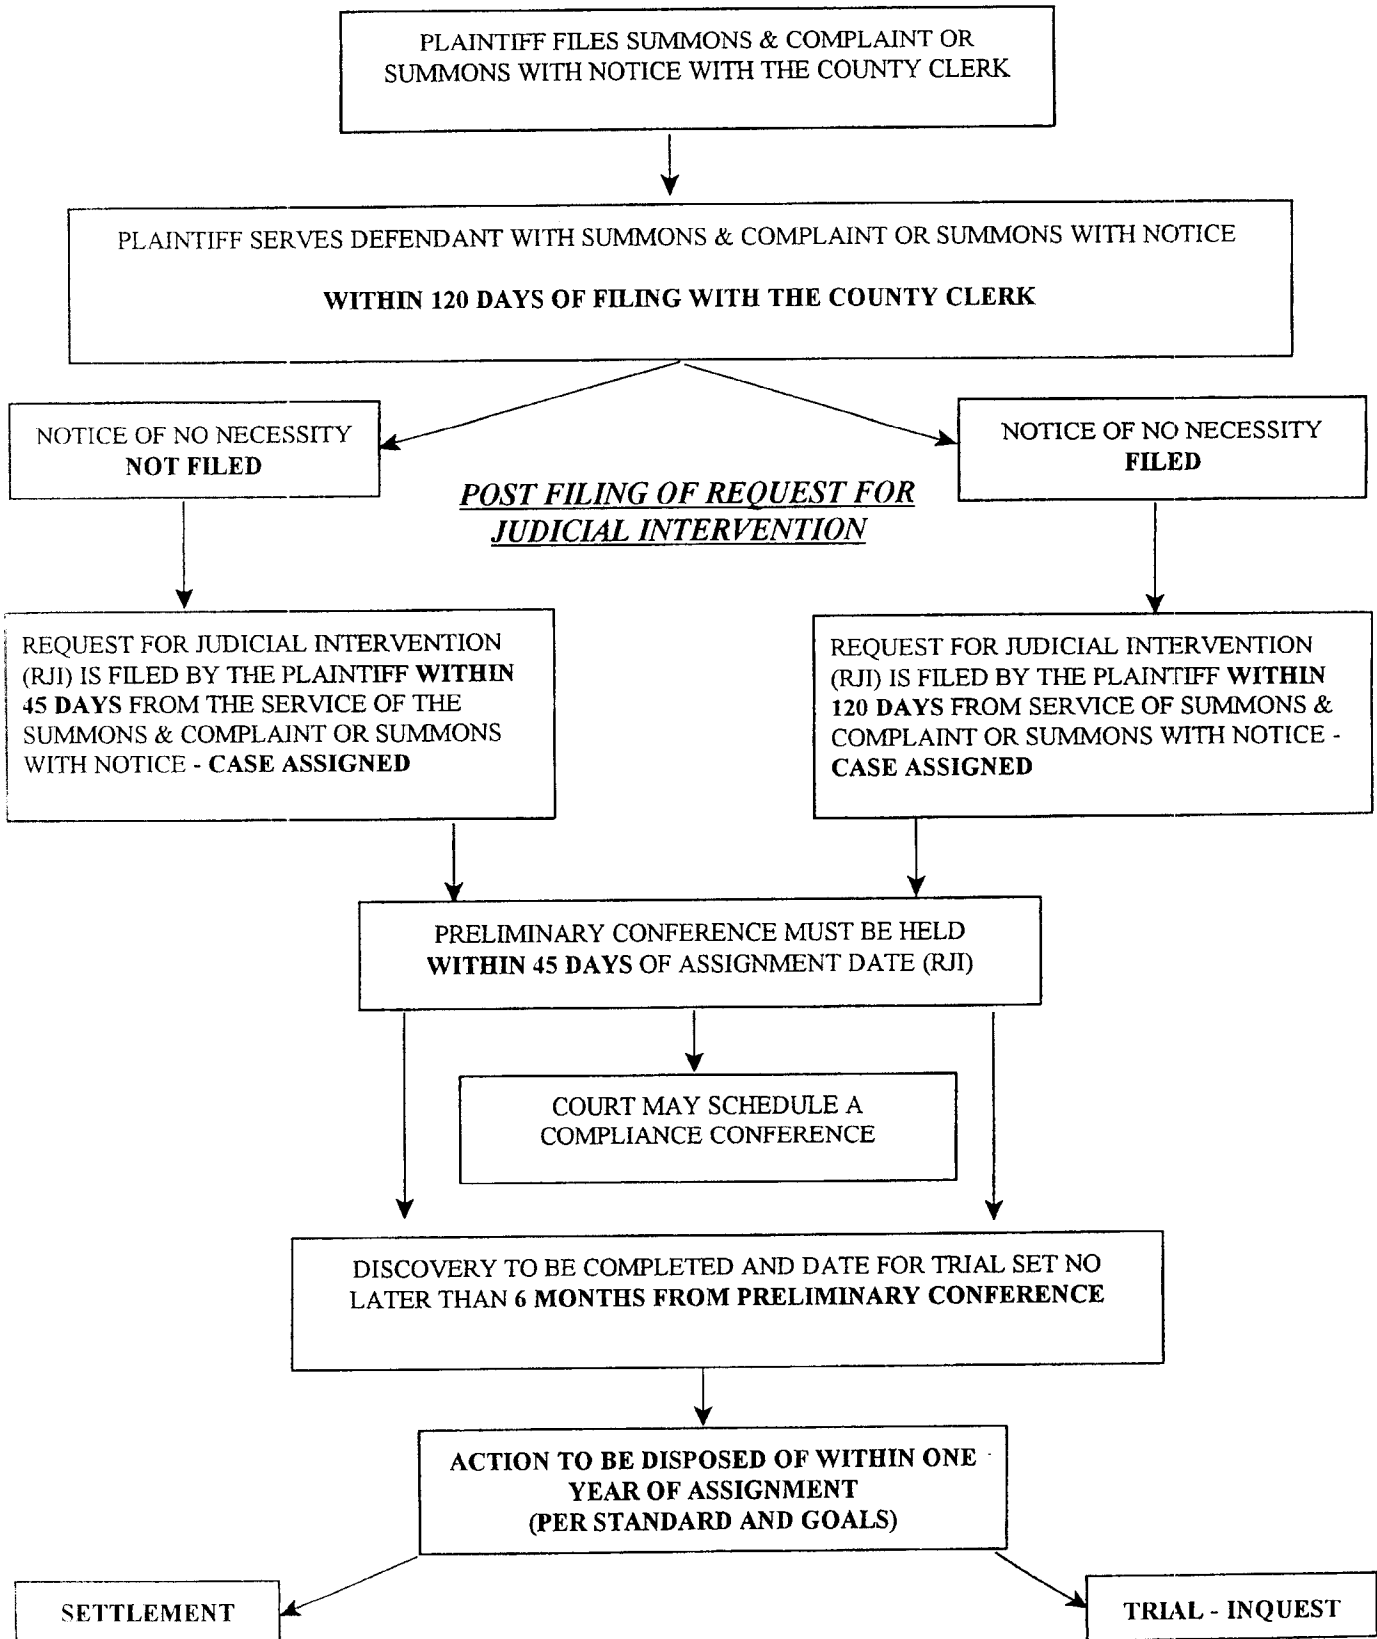 PLAINTIFF FILES SUMMONS & COMPLAINT OR
SUMMONS WITH NOTICE WITH THE COUNTY CLERK
PLAINTIFF SERVES DEFENDANT WITH SUMMONS & COMPLAINT OR SUMMONS WITH NOTICE
WITHIN 120 DAYS OF FILING WITH THE COUNTY CLERK
NOTICE OF NO NECESSITY
NOT FILED
NOTICE OF NO NECESSITY
FILED
POST FILING OF REQUEST FOR
JUDICIAL INTERVENTION
REQUEST FOR JUDICIAL INTERVENTION
(RJI) IS FILED BY THE PLAINTIFF WITHIN
45 DAYS FROM THE SERVICE OF THE
SUMMONS & COMPLAINT OR SUMMONS
WITH NOTICE - CASE ASSIGNED
REQUEST FOR JUDICIAL INTERVENTION
(RJI) IS FILED BY THE PLAINTIFF WITHIN
120 DAYS FROM SERVICE OF SUMMONS &
COMPLAINT OR SUMMONS WITH NOTICE -
CASE ASSIGNED
PRELIMINARY CONFERENCE MUST BE HELD
WITHIN 45 DAYS OF ASSIGNMENT DATE (RJI)
COURT MAY SCHEDULE A
COMPLIANCE CONFERENCE
DISCOVERY TO BE COMPLETED AND DATE FOR TRIAL SET NO
LATER THAN 6 MONTHS FROM PRELIMINARY CONFERENCE
ACTION TO BE DISPOSED OF WITHIN ONE
YEAR OF ASSIGNMENT
(PER STANDARD AND GOALS)
SETTLEMENT
TRIAL - INQUEST